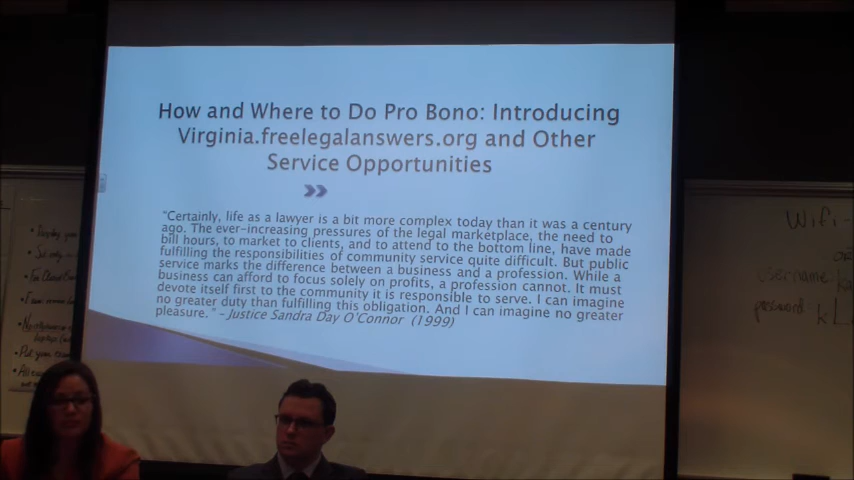 How and Where to Do Pro Bono: Introducing
Virginia.freelegalanswers.org and Other
Service Opportunities
"Certainly, life as a lawyer is a bit more complex today than it was a century
ago. The ever-increasing pressures of the legal marketplace, the need to
bill hours, to market to clients, and to attend to the bottom line, have made
fulfilling the responsibilities of community service quite difficult. But public
service marks the difference between a business and a profession. While a
business can afford to focus solely on profits, a profession cannot. It must
devote itself first to the community it is responsible to serve. I can imagine
no greater duty than fulfilling this obligation. And I can imagine no greater
pleasure." – Justice Sandra Day O'Connor (1999)
Wifi-
username
password